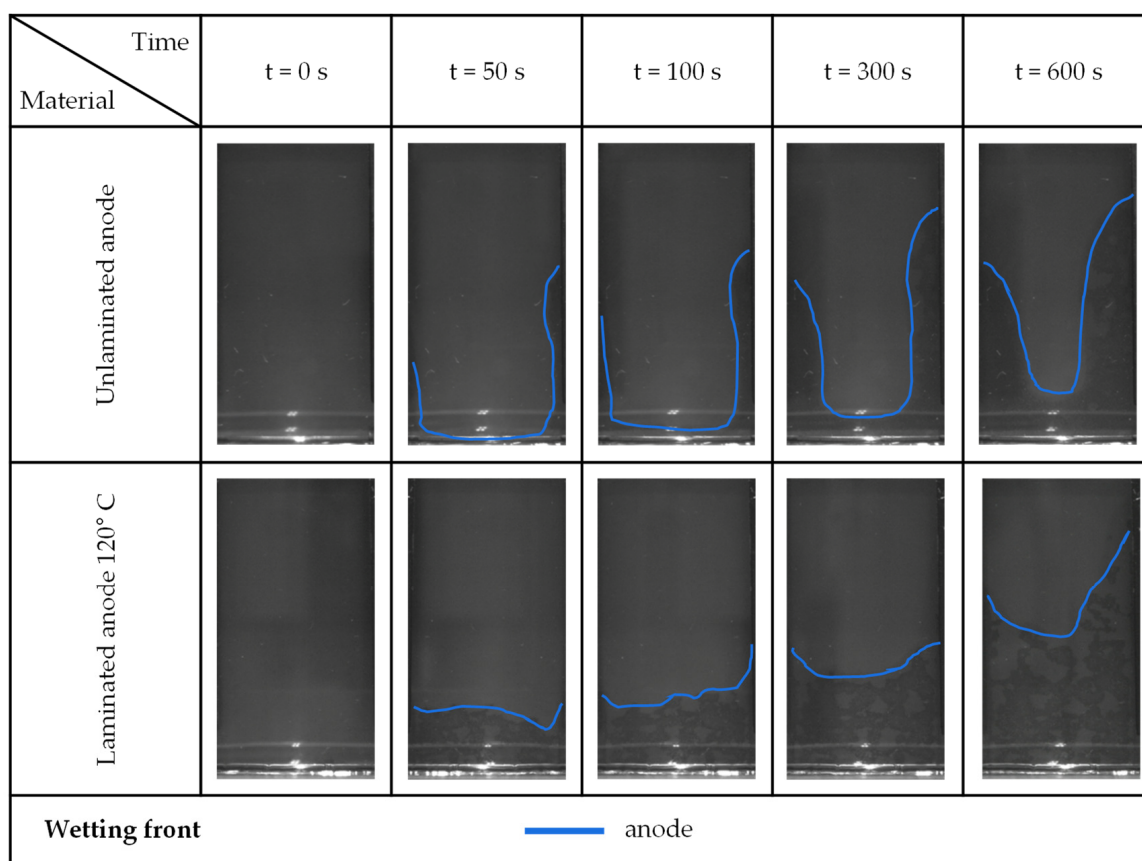 Time
Material
t = 0 s
t = 50 s
t = 100 s
t = 300 s
t = 600 s
Unlaminated anode
Laminated anode 120° C
Wetting front
anode